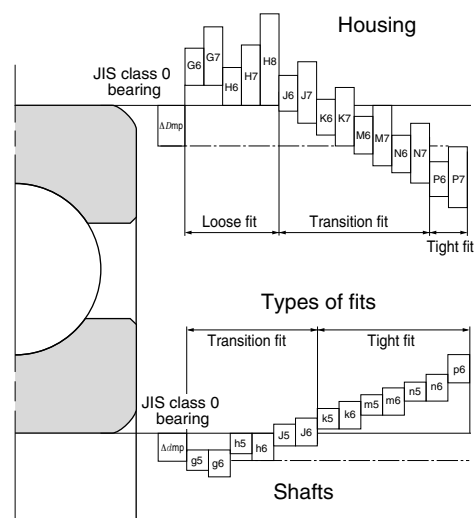 Housing
JIS class 0
bearing
ΔDmp
G6
G7
H6
H7
H8
J6
J7
K6
K7
M6
M7
N6
N7
P6
P7
Loose fit
Transition fit
Tight fit
Types of fits
Transition fit
Tight fit
JIS class 0
bearing
Δdmp
g5
g6
h5
h6
J5
J6
k5
k6
m5
m6
n5
n6
p6
Shafts